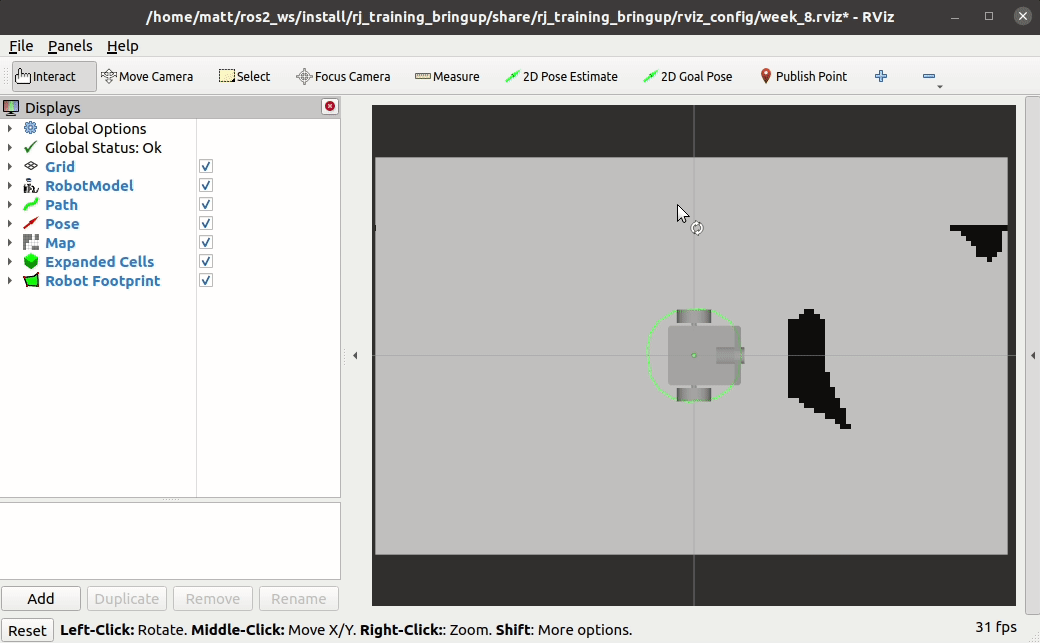 /home/matt/ros2_ws/install/rj_training_bringup/share/rj_training_bringup/rviz_config/week_8.rviz* - RViz
File Panels Help
Interact Move Camera Select Focus Camera Measure 2D Pose Estimate 2D Goal Pose Publish Point
Displays
Global Options
Global Status: Ok
Grid
RobotModel
Path
Pose
Map
Expanded Cells
Robot Footprint
Add Duplicate Remove Rename
Reset Left-Click: Rotate. Middle-Click: Move X/Y. Right-Click:: Zoom. Shift: More options. 31 fps